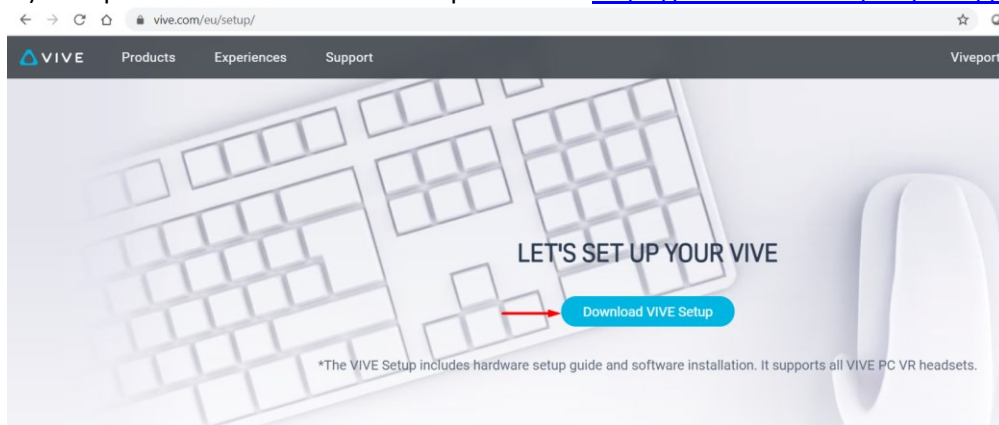 vive.com/eu/setup/
VIVE Products Experiences Support Viveport
LET'S SET UP YOUR VIVE
Download VIVE Setup
*The VIVE Setup includes hardware setup guide and software installation. It supports all VIVE PC VR headsets.